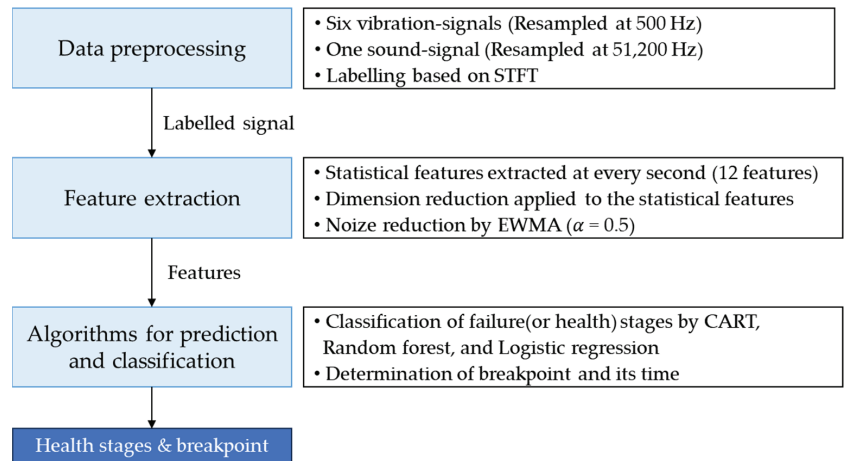 Data preprocessing
• Six vibration-signals (Resampled at 500 Hz)
• One sound-signal (Resampled at 51,200 Hz)
• Labelling based on STFT
Labelled signal
Feature extraction
• Statistical features extracted at every second (12 features)
• Dimension reduction applied to the statistical features
• Noize reduction by EWMA (α = 0.5)
Features
Algorithms for prediction
and classification
• Classification of failure(or health) stages by CART,
Random forest, and Logistic regression
• Determination of breakpoint and its time
Health stages & breakpoint